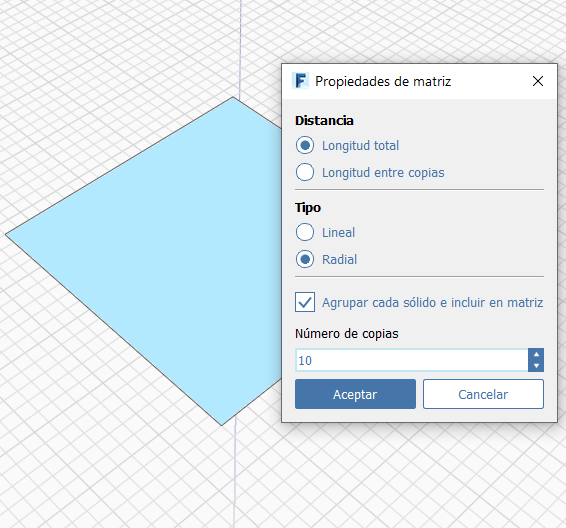 Propiedades de matriz
Distancia
Longitud total
Longitud entre copias
Tipo
Lineal
Radial
Agrupar cada sólido e incluir en matriz
Número de copias
10
Aceptar
Cancelar